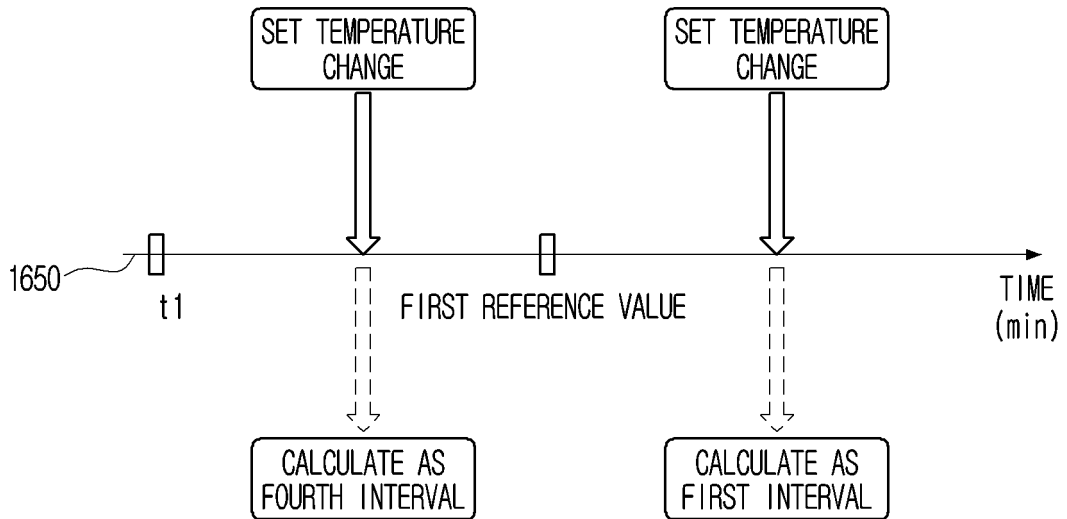 SET TEMPERATURE
CHANGE
SET TEMPERATURE
CHANGE
1650
t1
FIRST REFERENCE VALUE
TIME
(min)
CALCULATE AS
FOURTH INTERVAL
CALCULATE AS
FIRST INTERVAL